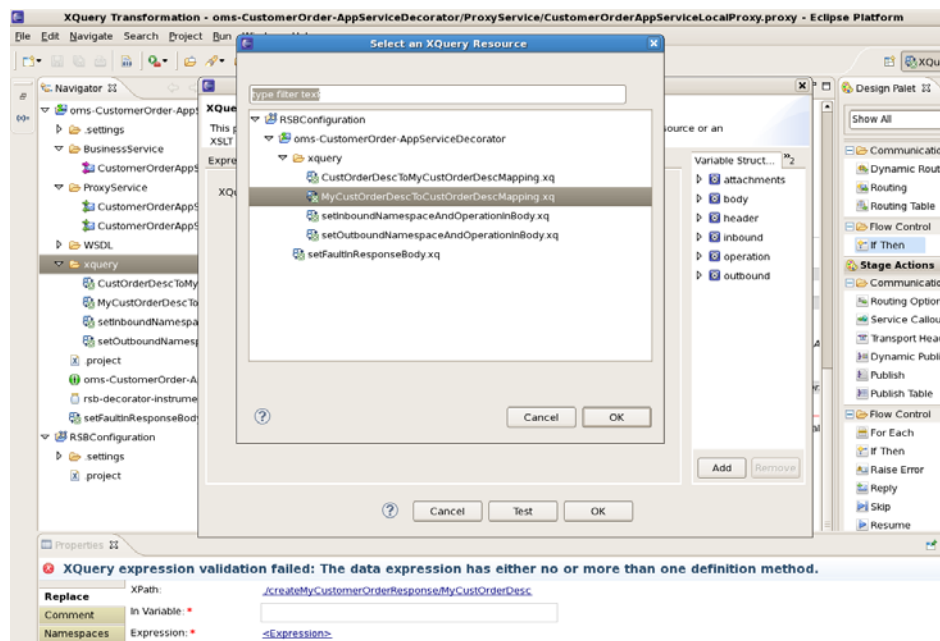 XQuery Transformation - oms-CustomerOrder-AppServiceDecorator/ProxyService/CustomerOrderAppServiceLocalProxy.proxy - Eclipse Platform
File Edit Navigate Search Project Run
Select an XQuery Resource
type filter text
RSBConfiguration
oms-CustomerOrder-AppServiceDecorator
xquery
CustOrderDescToMyCustOrderDescMapping.xq
MyCustOrderDescToCustOrderDescMapping.xq
setInboundNamespaceAndOperationInBody.xq
setOutboundNamespaceAndOperationInBody.xq
setFaultInResponseBody.xq
Cancel
OK
Navigator
oms-CustomerOrder-AppS
.settings
BusinessService
CustomerOrderAppS
ProxyService
CustomerOrderAppS
CustomerOrderAppS
WSDL
xquery
CustOrderDescToMy
MyCustOrderDescTo
setInboundNamespa
setOutboundNamesp
.project
oms-CustomerOrder-A
rsb-decorator-instrume
setFaultInResponseBody
RSBConfiguration
.settings
.project
XQue
This p
XSLT
source or an
Expre
XQu
Variable Struct...
2
attachments
body
header
inbound
operation
outbound
Add
Remove
Cancel
Test
OK
XQu
Design Palet
Show All
Communicatio
Dynamic Rout
Routing
Routing Table
Flow Control
If Then
Stage Actions
Communicatio
Routing Option
Service Callou
Transport Hea
Dynamic Publi
Publish
Publish Table
Flow Control
For Each
If Then
Raise Error
Reply
Skip
Resume
Properties
XQuery expression validation failed: The data expression has either no or more than one definition method.
Replace
Comment
Namespaces
XPath:
./createMyCustomerOrderResponse/MyCustOrderDesc
In Variable: *
Expression: *
<Expression>